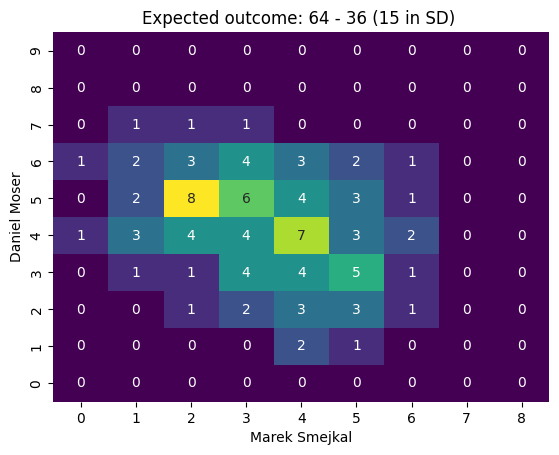 Expected outcome: 64 - 36 (15 in SD)
Daniel Moser
9 0 0 0 0 0 0 0 0 0
8 0 0 0 0 0 0 0 0 0
7 0 1 1 1 0 0 0 0 0
6 1 2 3 4 3 2 1 0 0
5 0 2 8 6 4 3 1 0 0
4 1 3 4 4 7 3 2 0 0
3 0 1 1 4 4 5 1 0 0
2 0 0 1 2 3 3 1 0 0
1 0 0 0 0 2 1 0 0 0
0 0 0 0 0 0 0 0 0 0
0 1 2 3 4 5 6 7 8
Marek Smejkal